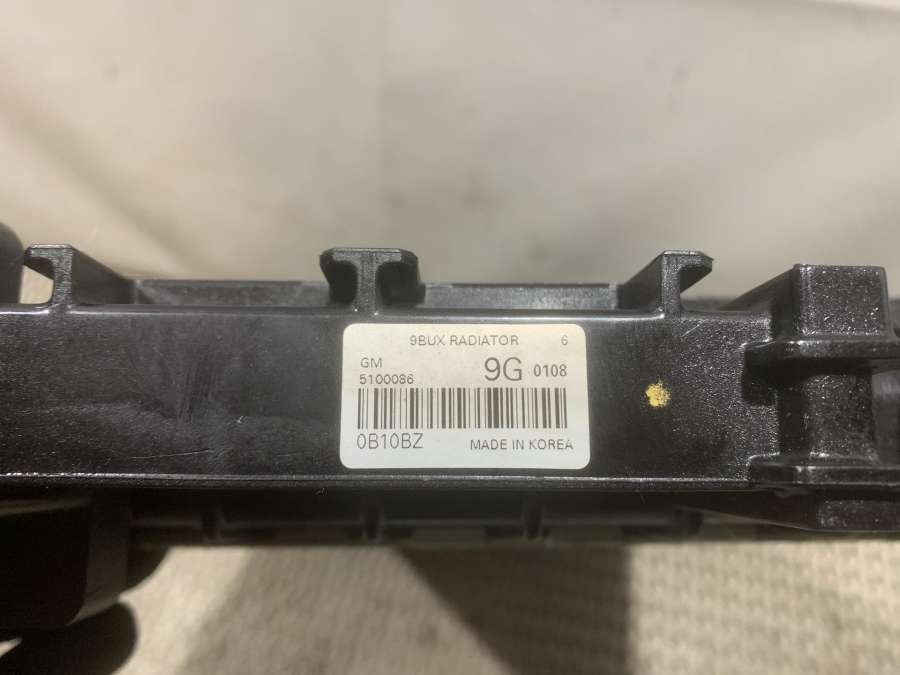 9BUX RADIATOR 6
GM
5100086 9G 0108
0B10BZ MADE IN KOREA